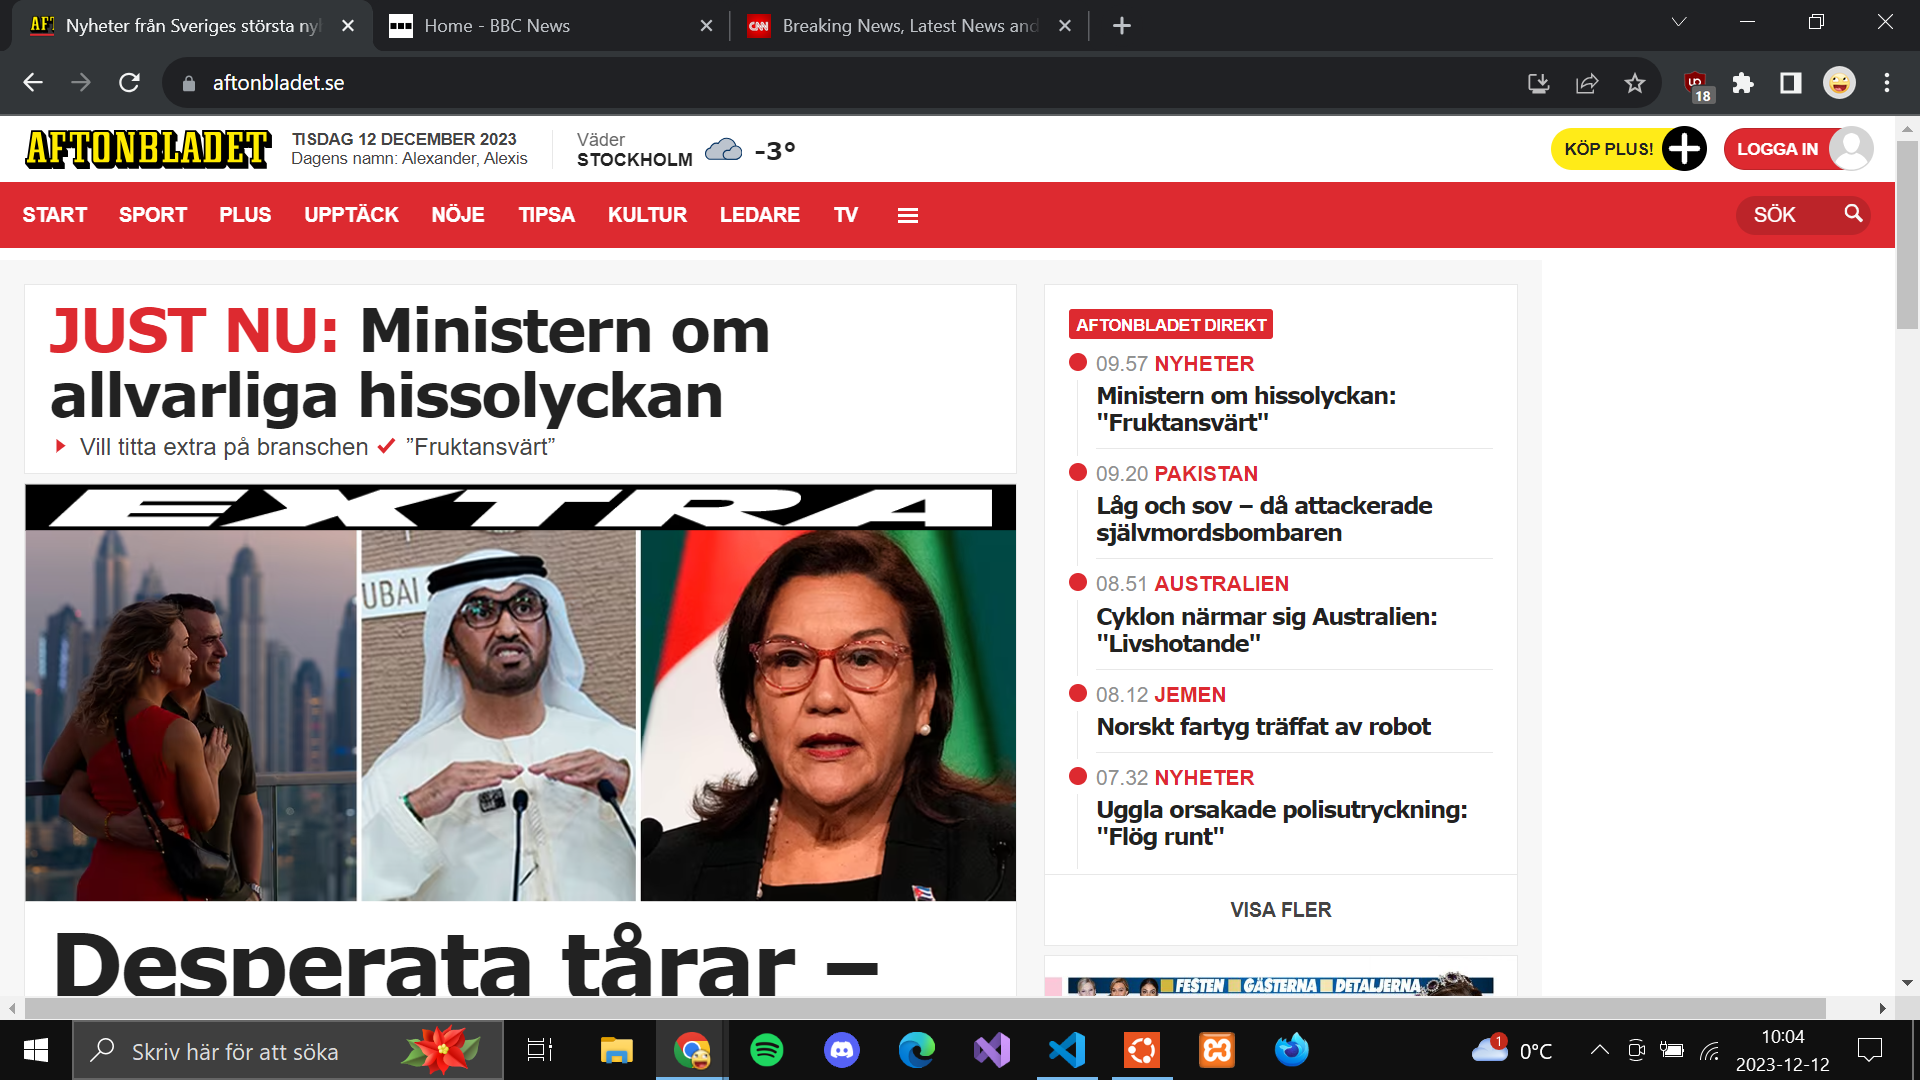 Nyheter från Sveriges största ny
Home - BBC News
CNN
Breaking News, Latest News and
aftonbladet.se
18
AFTONBLADET
TISDAG 12 DECEMBER 2023
Dagens namn: Alexander, Alexis
Väder
STOCKHOLM
-3°
KÖP PLUS!
LOGGA IN
START SPORT PLUS UPPTÄCK NÖJE TIPSA KULTUR LEDARE TV
SÖK
JUST NU: Ministern om
allvarliga hissolyckan
Vill titta extra på branschen ”Fruktansvärt”
EXTRA
UBAI
Desperata tårar –
AFTONBLADET DIREKT
09.57 NYHETER
Ministern om hissolyckan:
"Fruktansvärt"
09.20 PAKISTAN
Låg och sov – då attackerade
självmordsbombaren
08.51 AUSTRALIEN
Cyklon närmar sig Australien:
"Livshotande"
08.12 JEMEN
Norskt fartyg träffat av robot
07.32 NYHETER
Uggla orsakade polisutryckning:
"Flög runt"
VISA FLER
FESTEN GÄSTERNA DETALJERNA
Skriv här för att söka
1
0°C
10:04
2023-12-12